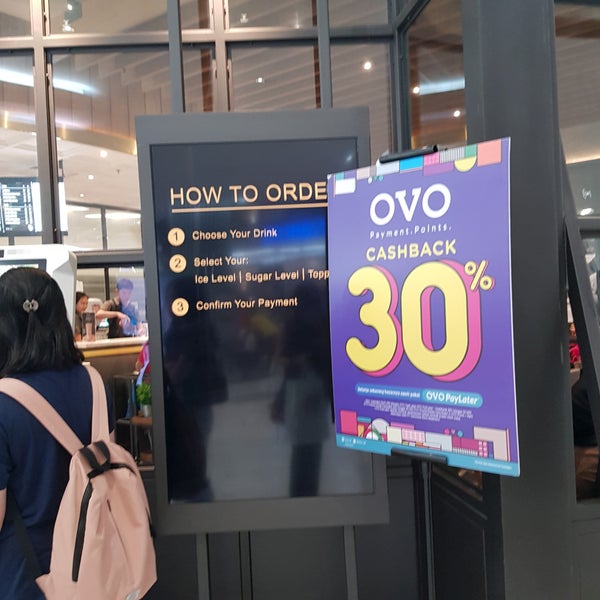 HOW TO ORDE
1 Choose Your Drink
2 Select Your:
Ice Level | Sugar Level | Topp
3 Confirm Your Payment
OVO
Payment. Points.
CASHBACK
30%
OVO PayLater